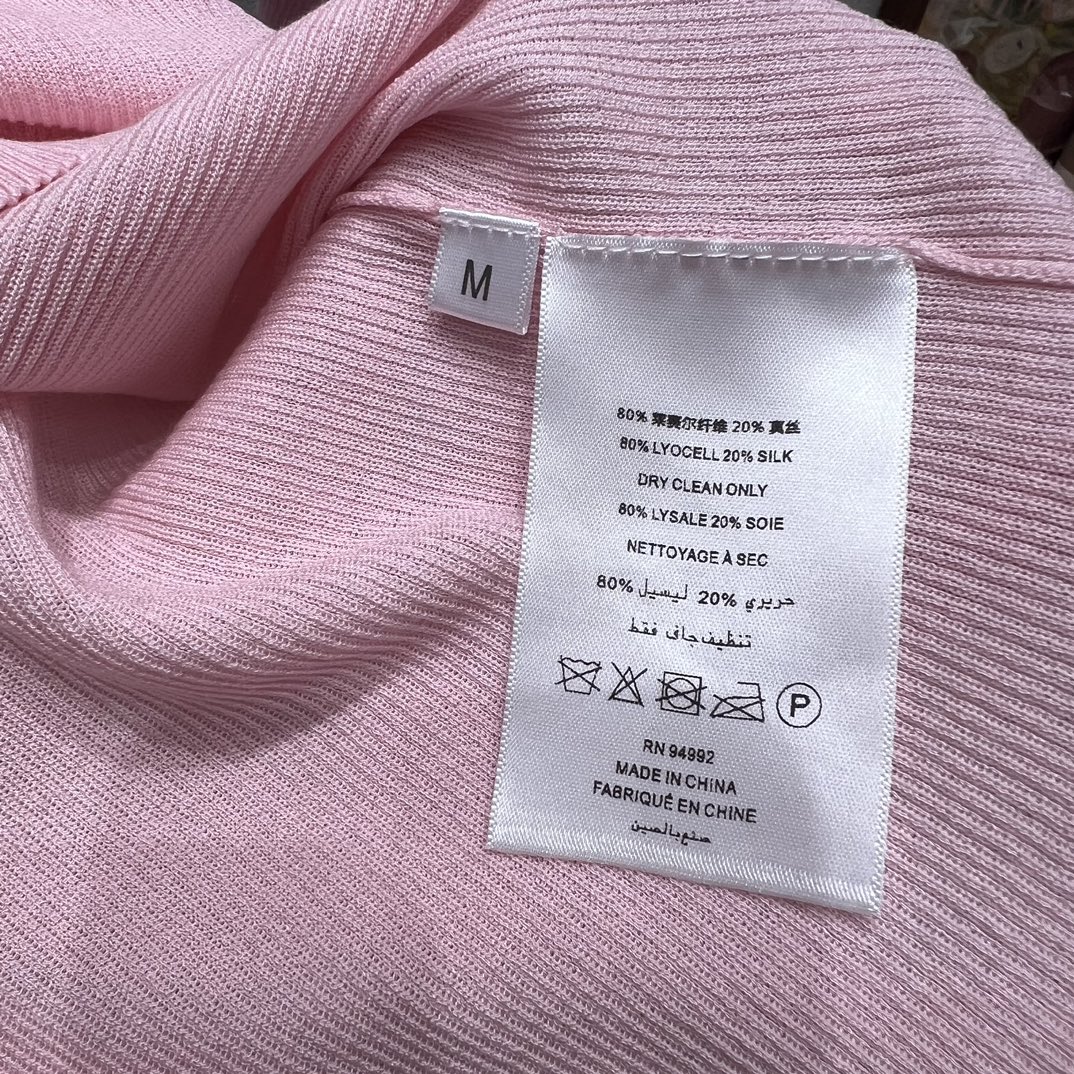 M
80% 莱赛尔纤维 20% 真丝
80% LYOCELL 20% SILK
DRY CLEAN ONLY
80% LYSALE 20% SOIE
NETTOYAGE À SEC
80% ليسيل 20% حريري
تنظيف جاف فقط
P
RN 94992
MADE IN CHINA
FABRIQUÉ EN CHINE
صنع بالصين